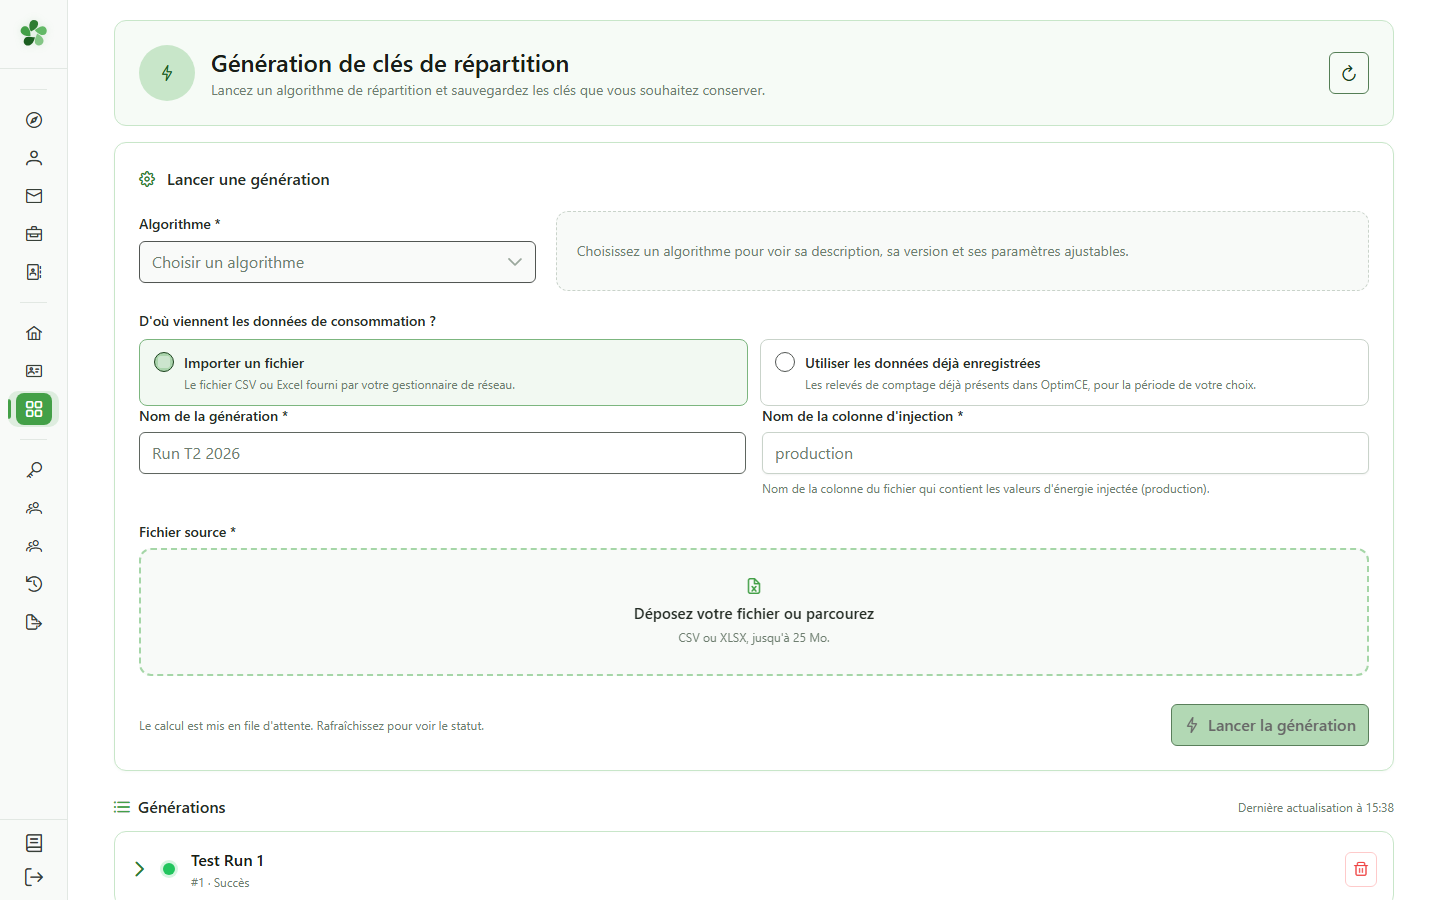 Génération de clés de répartition
Lancez un algorithme de répartition et sauvegardez les clés que vous souhaitez conserver.
Lancer une génération
Algorithme *
Choisir un algorithme
Choisissez un algorithme pour voir sa description, sa version et ses paramètres ajustables.
D'où viennent les données de consommation ?
Importer un fichier
Le fichier CSV ou Excel fourni par votre gestionnaire de réseau.
Utiliser les données déjà enregistrées
Les relevés de comptage déjà présents dans OptimCE, pour la période de votre choix.
Nom de la génération *
Run T2 2026
Nom de la colonne d'injection *
production
Nom de la colonne du fichier qui contient les valeurs d'énergie injectée (production).
Fichier source *
Déposez votre fichier ou parcourez
CSV ou XLSX, jusqu'à 25 Mo.
Le calcul est mis en file d'attente. Rafraîchissez pour voir le statut.
Lancer la génération
Générations
Dernière actualisation à 15:38
Test Run 1
#1 · Succès